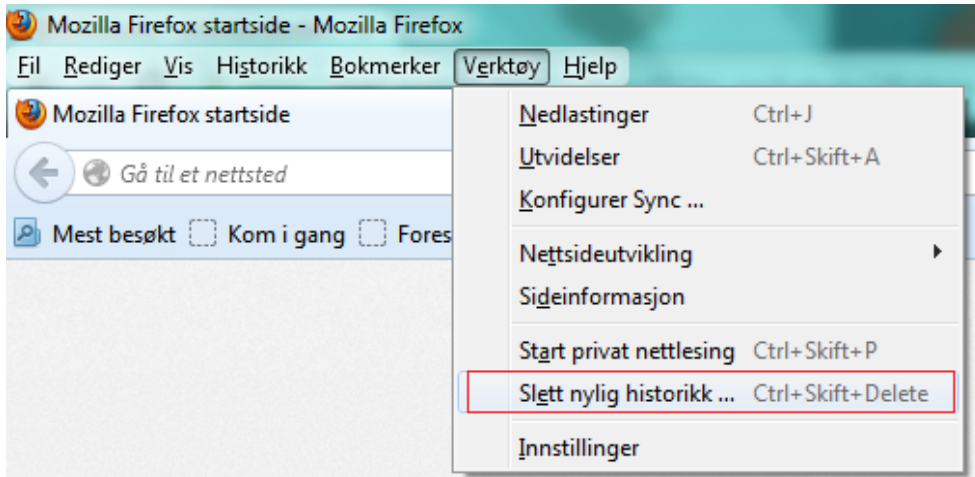 Mozilla Firefox startside - Mozilla Firefox
Fil Rediger Vis Historikk Bokmerker Verktøy Hjelp
Mozilla Firefox startside
Gå til et nettsted
Mest besøkt Kom i gang Fores
Nedlastinger Ctrl+J
Utvidelser Ctrl+Skift+A
Konfigurer Sync ...
Nettsideutvikling
Sideinformasjon
Start privat nettlesing Ctrl+Skift+P
Slett nylig historikk ... Ctrl+Skift+Delete
Innstillinger